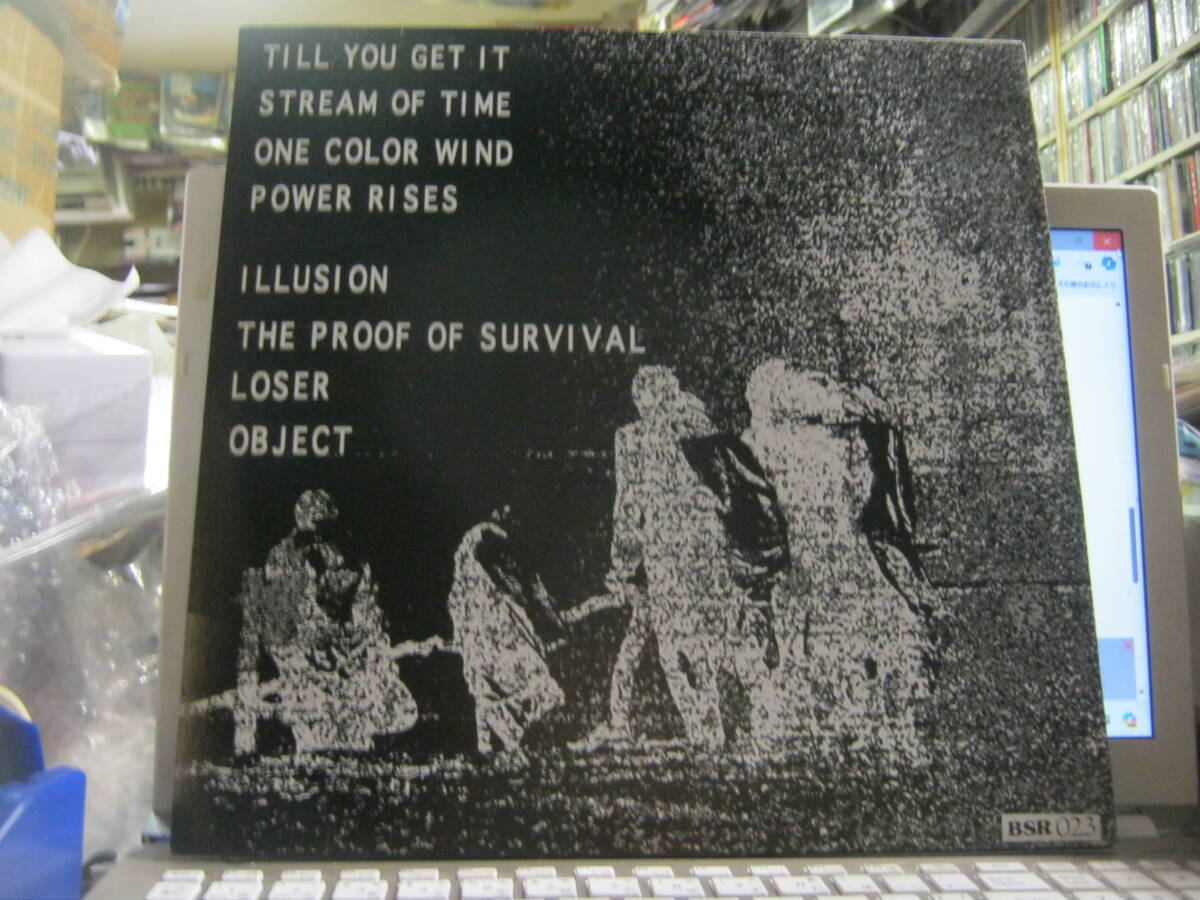 TILL YOU GET IT
STREAM OF TIME
ONE COLOR WIND
POWER RISES
ILLUSION
THE PROOF OF SURVIVAL
LOSER
OBJECT
BSR 023